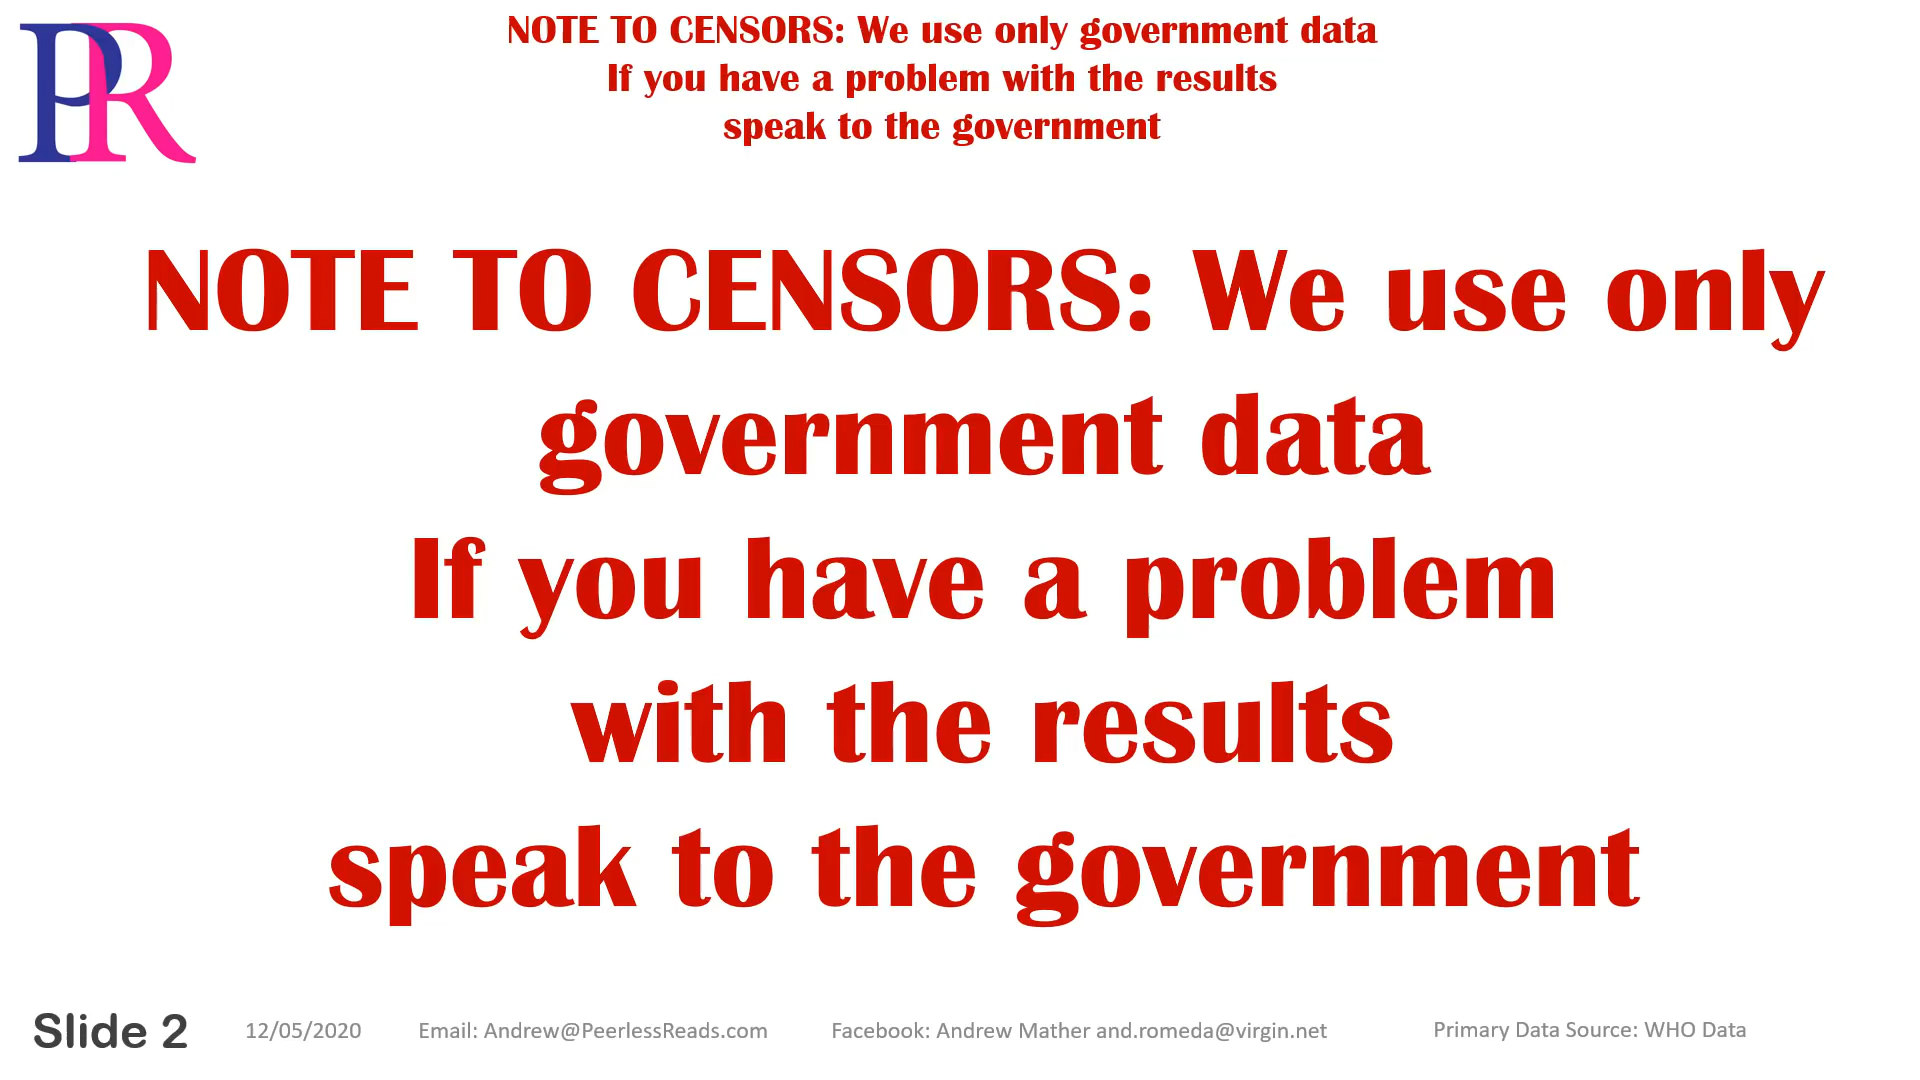 PR
NOTE TO CENSORS: We use only government data
If you have a problem with the results
speak to the government
NOTE TO CENSORS: We use only
government data
If you have a problem
with the results
speak to the government
Slide 2 12/05/2020 Email: Andrew@PeerlessReads.com Facebook: Andrew Mather and.romeda@virgin.net Primary Data Source: WHO Data